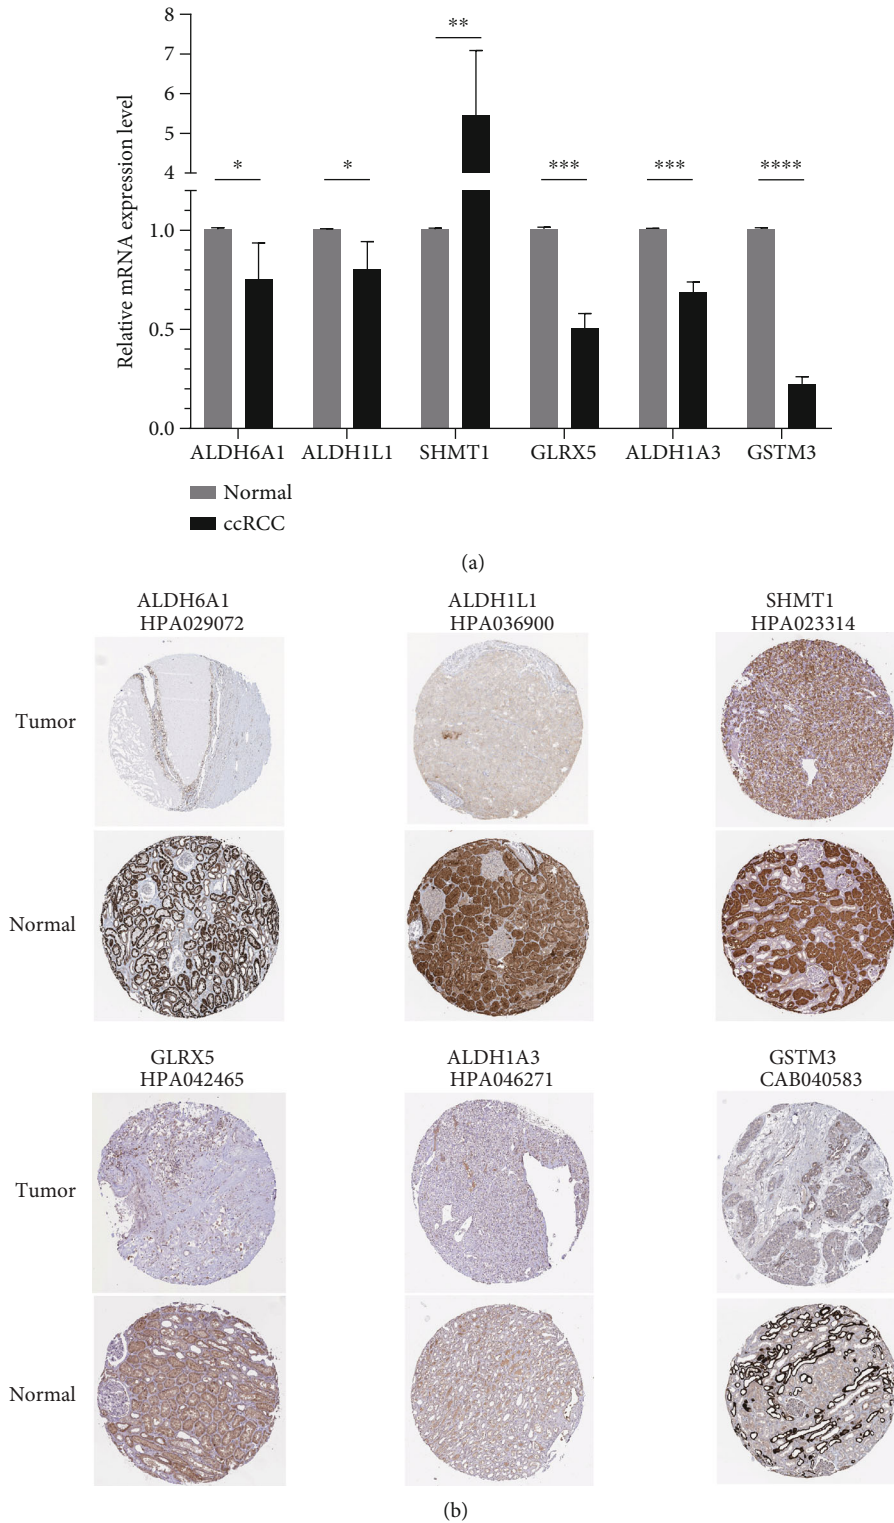 8
7
6
5
4
1.0
0.5
0.0
Relative mRNA expression level
*
*
**
***
***
****
ALDH6A1 ALDH1L1 SHMT1 GLRX5 ALDH1A3 GSTM3
Normal
ccRCC
(a)
ALDH6A1
HPA029072
ALDH1L1
HPA036900
SHMT1
HPA023314
Tumor
Normal
GLRX5
HPA042465
ALDH1A3
HPA046271
GSTM3
CAB040583
Tumor
Normal
(b)